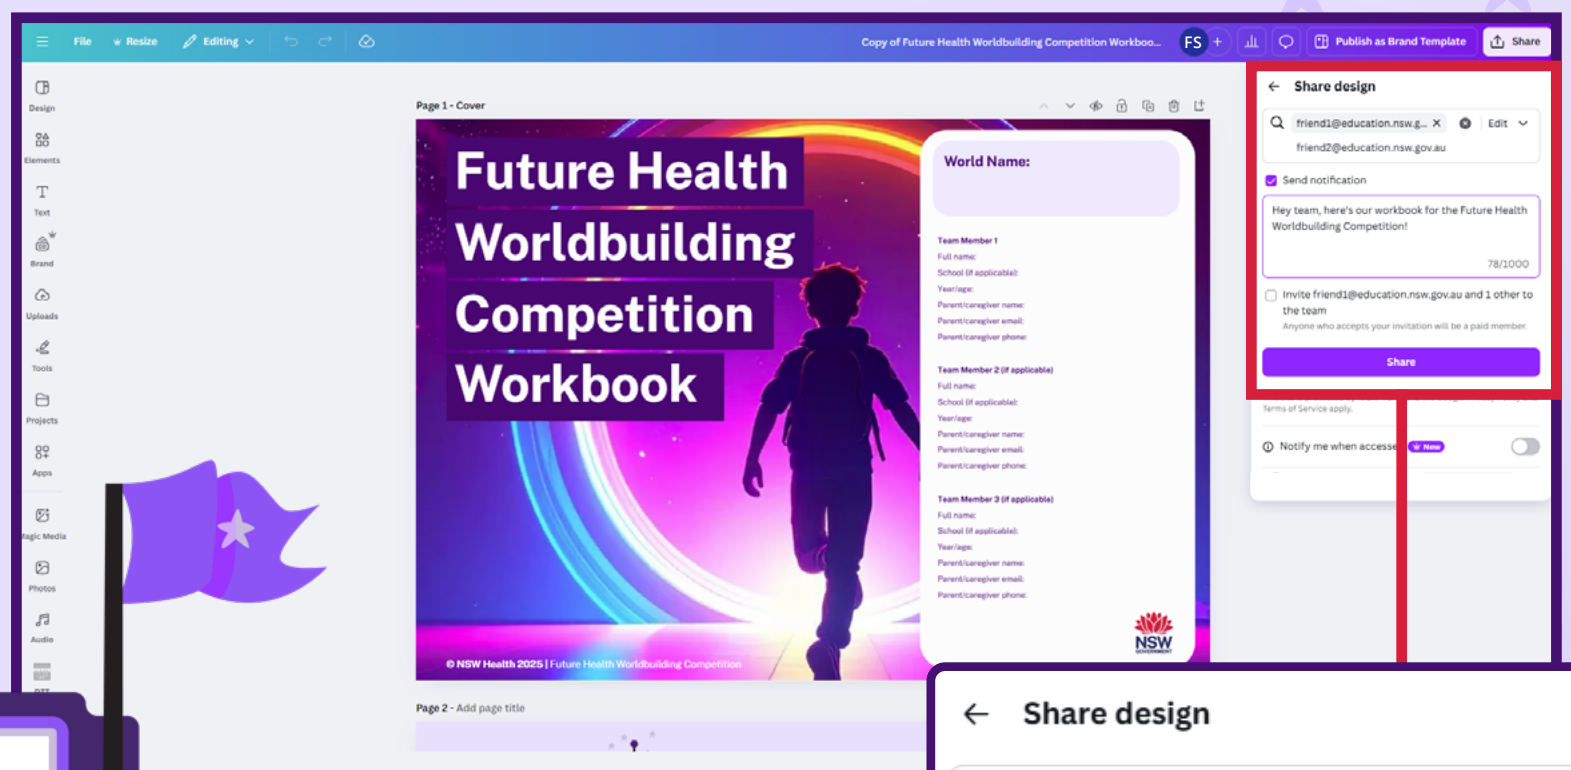 File
Resize
Editing
Copy of Future Health Worldbuilding Competition Workboo...
FS
Publish as Brand Template
Share
Design
Elements
Text
Brand
Uploads
Tools
Projects
Apps
Magic Media
Photos
Audio
Page 1 - Cover
Future Health
Worldbuilding
Competition
Workbook
© NSW Health 2025 | Future Health Worldbuilding Competition
World Name:
Team Member 1
Full name:
School (if applicable):
Year/age:
Parent/caregiver name:
Parent/caregiver email:
Parent/caregiver phone:
Team Member 2 (if applicable)
Full name:
School (if applicable):
Year/age:
Parent/caregiver name:
Parent/caregiver email:
Parent/caregiver phone:
Team Member 3 (if applicable)
Full name:
School (if applicable):
Year/age:
Parent/caregiver name:
Parent/caregiver email:
Parent/caregiver phone:
NSW
GOVERNMENT
Page 2 - Add page title
Share design
friend1@education.nsw.g...
Edit
friend2@education.nsw.gov.au
Send notification
Hey team, here's our workbook for the Future Health
Worldbuilding Competition!
78/1000
Invite friend1@education.nsw.gov.au and 1 other to
the team
Anyone who accepts your invitation will be a paid member.
Share
Terms of Service apply.
Notify me when accesse
New
Share design